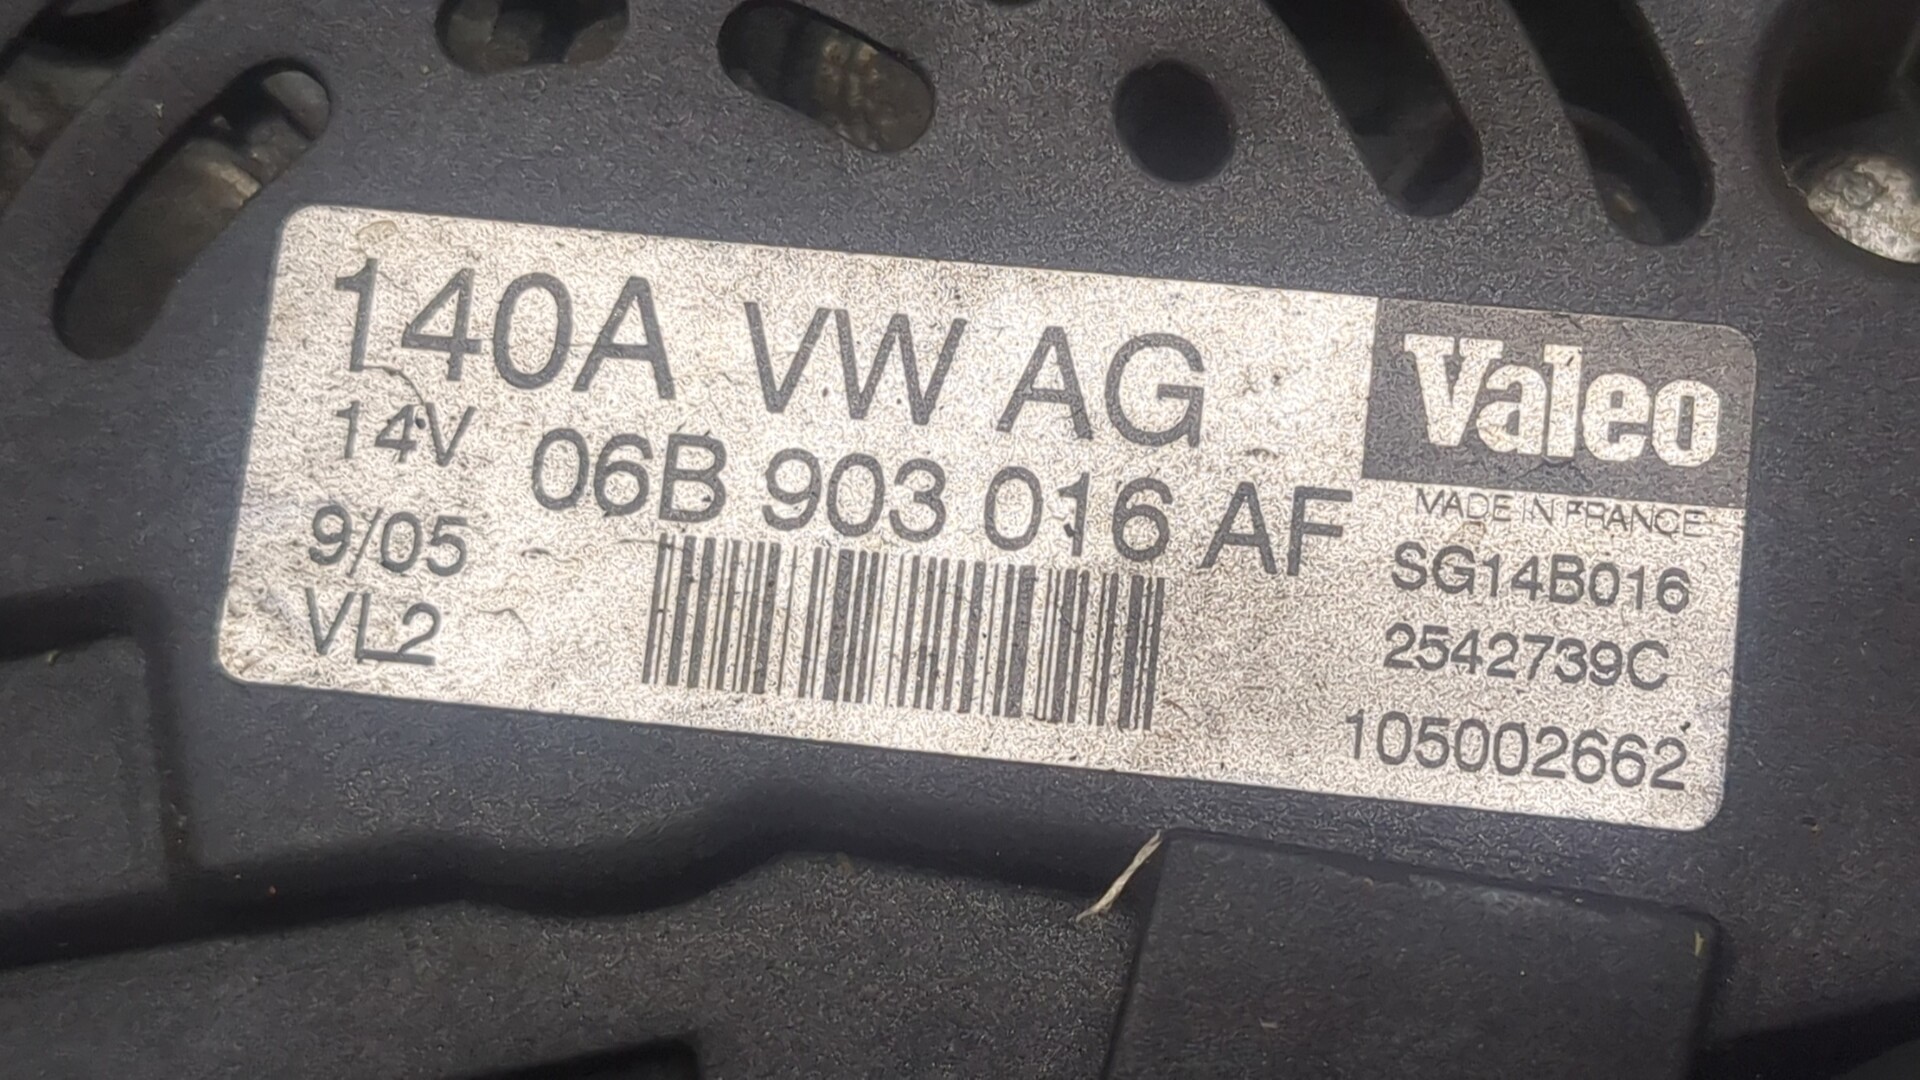 140A VW AG
Valeo
14V 06B 903 016 AF
MADE IN FRANCE
9/05
SG14B016
VL2
2542739C
105002662